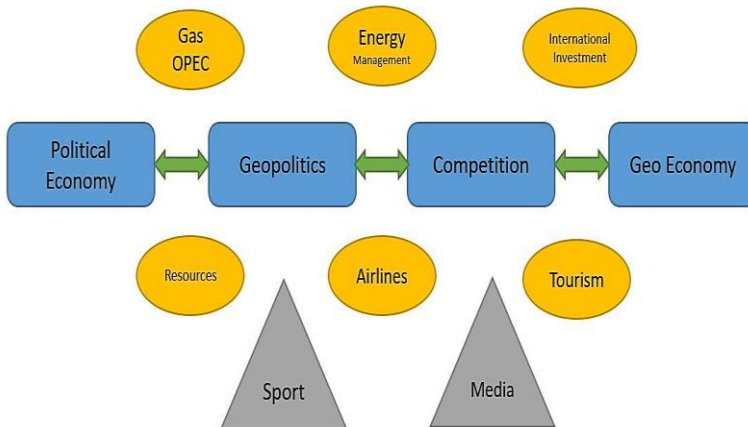 Gas
OPEC
Energy
Management
International
Investment
Political
Economy
Geopolitics
Competition
Geo Economy
Resources
Airlines
Tourism
Sport
Media